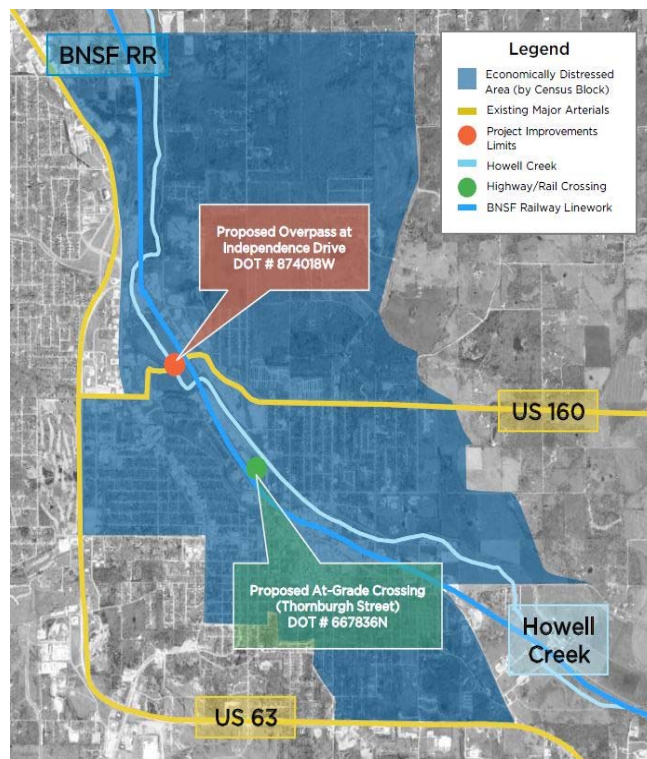 BNSF RR
Legend
Economically Distressed
Area (by Census Block)
Existing Major Arterials
Project Improvements
Limits
Howell Creek
Highway/Rail Crossing
BNSF Railway Linework
Proposed Overpass at
Independence Drive
DOT # 874018W
US 160
Proposed At-Grade Crossing
(Thornburgh Street)
DOT # 667836N
Howell
Creek
US 63